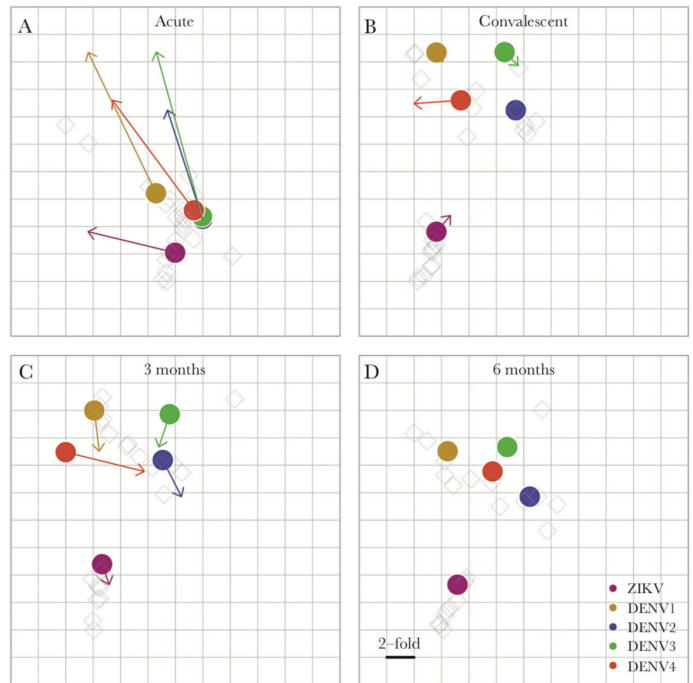 A
Acute
B
Convalescent
C
3 months
D
6 months
ZIKV
DENV1
DENV2
DENV3
DENV4
2–fold